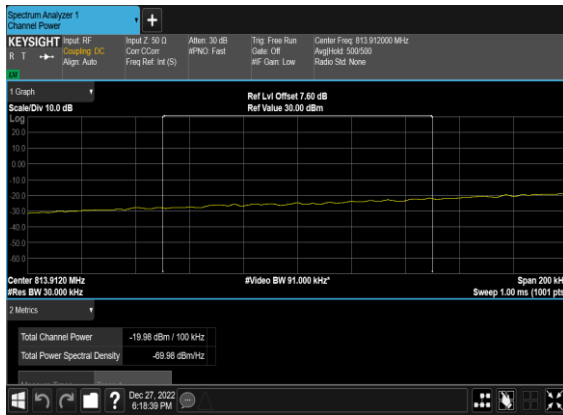 Spectrum Analyzer 1
Channel Power
+
KEYSIGHT
R T
Input: RF
Coupling: DC
Align: Auto
Input Z: 50 Ω
Corr CCorr
Freq Ref: Int (S)
Atten: 30 dB
#PNO: Fast
Trig: Free Run
Gate: Off
#IF Gain: Low
Center Freq: 813.912000 MHz
Avg|Hold: 500/500
Radio Std: None
1 Graph
Scale/Div 10.0 dB
Ref Lvl Offset 7.60 dB
Ref Value 30.00 dBm
Log
20.0
10.0
0.00
-10.0
-20.0
-30.0
-40.0
-50.0
-60.0
Center 813.9120 MHz
#Video BW 91.000 kHz*
Span 200 kH
#Res BW 30.000 kHz
Sweep 1.00 ms (1001 pts
2 Metrics
Total Channel Power -19.98 dBm / 100 kHz
Total Power Spectral Density -69.98 dBm/Hz
?
Dec 27, 2022
6:18:39 PM